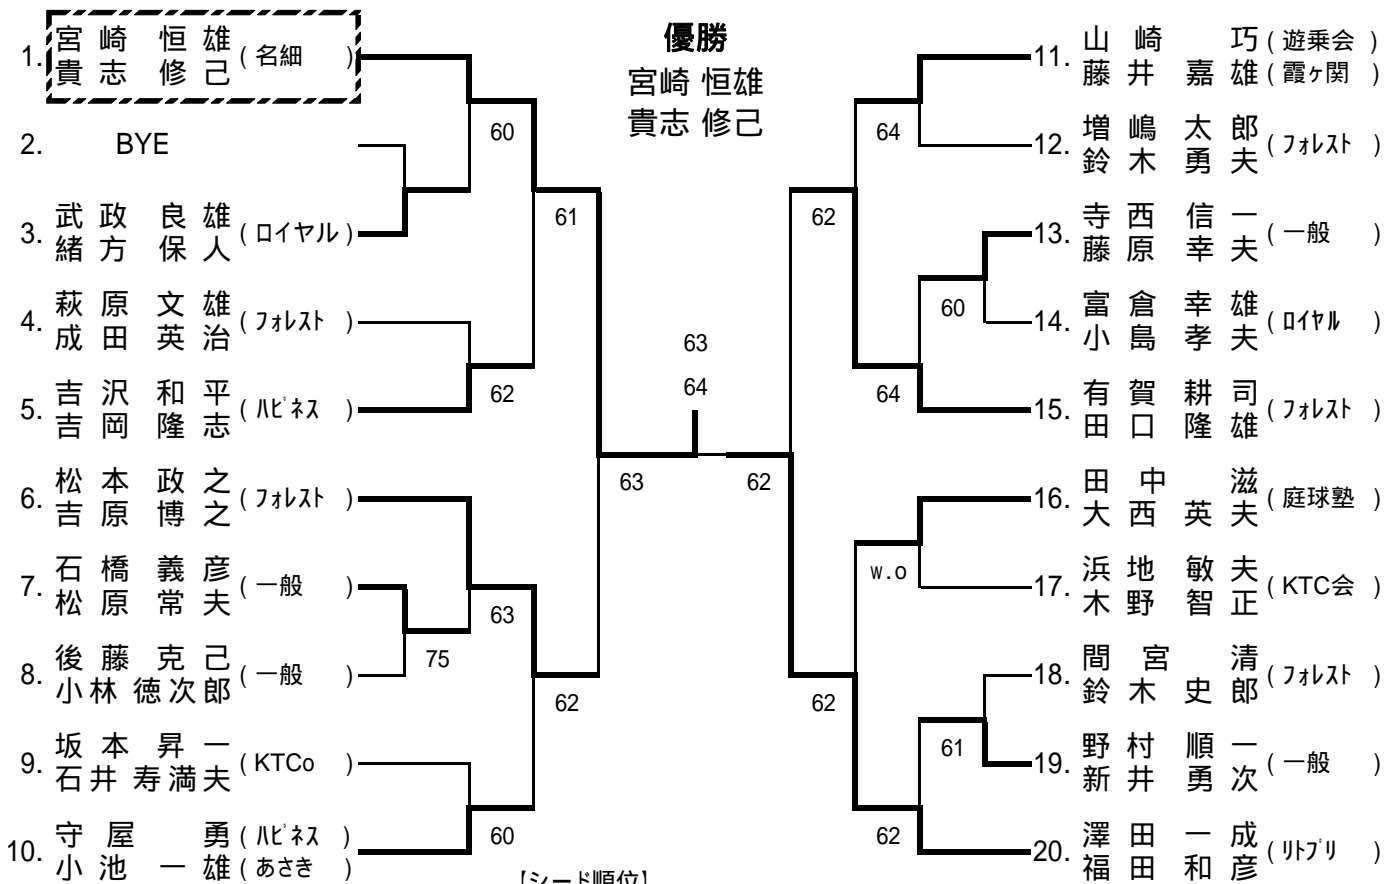 優勝
宮崎 恒雄
貴志 修己
1. 宮崎 恒雄 (名細)
貴志 修己
2. BYE
3. 武政 良雄 (ロイヤル)
緒方 保人
4. 萩原 文雄 (フォレスト)
成田 英治
5. 吉沢 和平 (ハピネス)
吉岡 隆志
6. 松本 政之 (フォレスト)
吉原 博之
7. 石橋 義彦 (一般)
松原 常夫
8. 後藤 克己 (一般)
小林 徳次郎
9. 坂本 昇一 (KTCo)
石井 寿満夫
10. 守屋 勇 (ハピネス)
小池 一雄 (あさき)
60
62
63
75
60
61
62
63
63
64
62
62
62
64
60
64
w.o
61
62
11. 山崎 巧 (遊乗会)
藤井 嘉雄 (霞ヶ関)
12. 増嶋 太郎 (フォレスト)
鈴木 勇夫
13. 寺西 信一 (一般)
藤原 幸夫
14. 富倉 幸雄 (ロイヤル)
小島 孝夫
15. 有賀 耕司 (フォレスト)
田口 隆雄
16. 田中 滋 (庭球塾)
大西 英夫
17. 浜地 敏夫 (KTC会)
木野 智正
18. 間宮 清 (フォレスト)
鈴木 史郎
19. 野村 順一 (一般)
新井 勇次
20. 澤田 一成 (リトプリ)
福田 和彦
【シード順位】